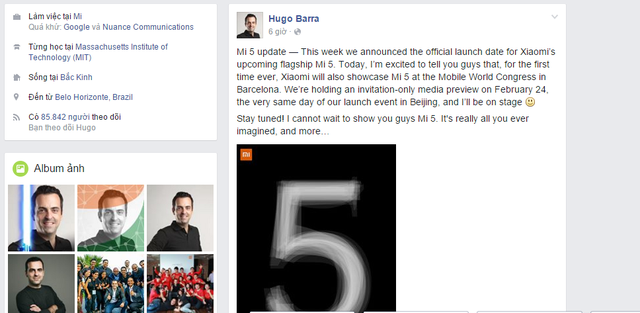 Làm việc tại Mi
Quá khứ: Google và Nuance Communications
Từng học tại Massachusetts Institute of
Technology (MIT)
Sống tại Bắc Kinh
Đến từ Belo Horizonte, Brazil
Có 85.842 người theo dõi
Bạn theo dõi Hugo
Album ảnh
Hugo Barra
6 giờ ·
Mi 5 update — This week we announced the official launch date for Xiaomi's
upcoming flagship Mi 5. Today, I'm excited to tell you guys that, for the first
time ever, Xiaomi will also showcase Mi 5 at the Mobile World Congress in
Barcelona. We're holding an invitation-only media preview on February 24,
the very same day of our launch event in Beijing, and I'll be on stage
Stay tuned! I cannot wait to show you guys Mi 5. It's really all you ever
imagined, and more...
mi
5